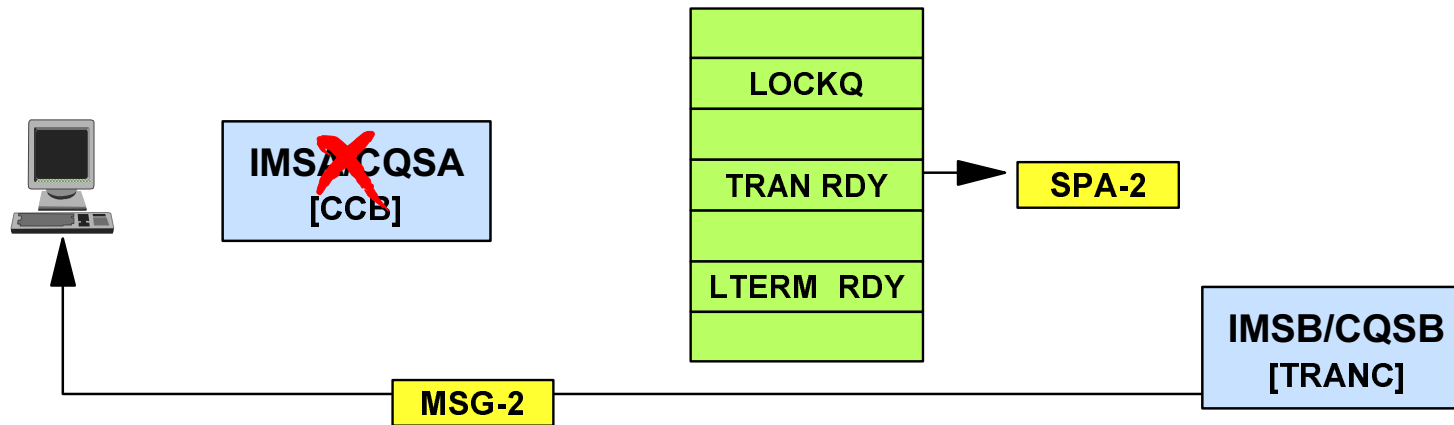 LOCKQ
IMSA/CQSA
[CCB]
TRAN RDY
SPA-2
LTERM RDY
IMSB/CQSB
[TRANC]
MSG-2